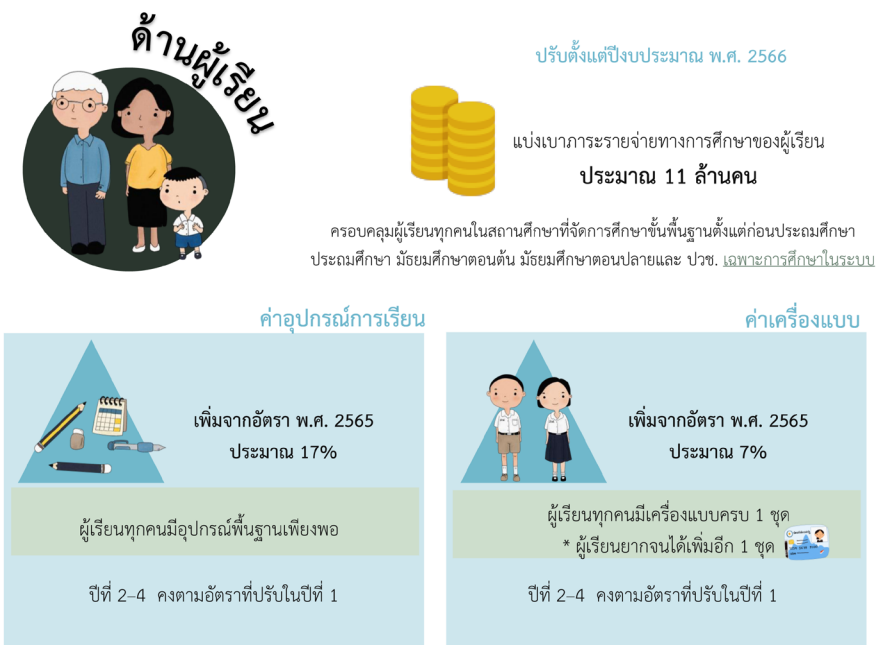 ด้านผู้เรียน
ปรับตั้งแต่ปีงบประมาณ พ.ศ. 2566
แบ่งเบาภาระรายจ่ายทางการศึกษาของผู้เรียน
ประมาณ 11 ล้านคน
ครอบคลุมผู้เรียนทุกคนในสถานศึกษาที่จัดการศึกษาขั้นพื้นฐานตั้งแต่ก่อนประถมศึกษา
ประถมศึกษา มัธยมศึกษาตอนต้น มัธยมศึกษาตอนปลายและ ปวช. เฉพาะการศึกษาในระบบ
ค่าอุปกรณ์การเรียน
เพิ่มจากอัตรา พ.ศ. 2565
ประมาณ 17%
ผู้เรียนทุกคนมีอุปกรณ์พื้นฐานเพียงพอ
ปีที่ 2–4 คงตามอัตราที่ปรับในปีที่ 1
ค่าเครื่องแบบ
เพิ่มจากอัตรา พ.ศ. 2565
ประมาณ 7%
ผู้เรียนทุกคนมีเครื่องแบบครบ 1 ชุด
* ผู้เรียนยากจนได้เพิ่มอีก 1 ชุด
ปีที่ 2–4 คงตามอัตราที่ปรับในปีที่ 1